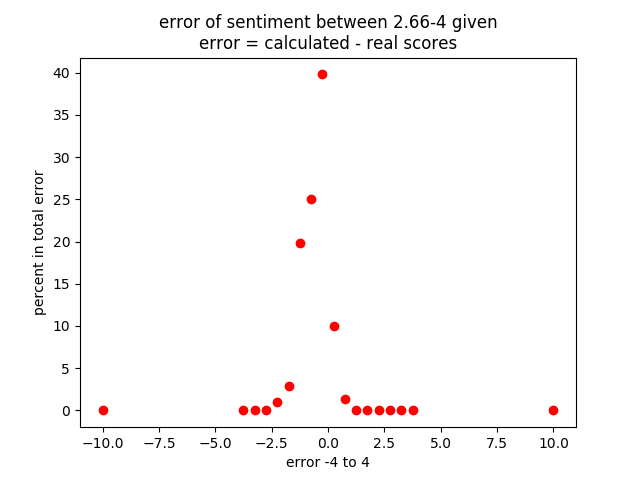 error of sentiment between 2.66-4 given
error = calculated - real scores
percent in total error
40
35
30
25
20
15
10
5
0
−10.0 −7.5 −5.0 −2.5 0.0 2.5 5.0 7.5 10.0
error -4 to 4